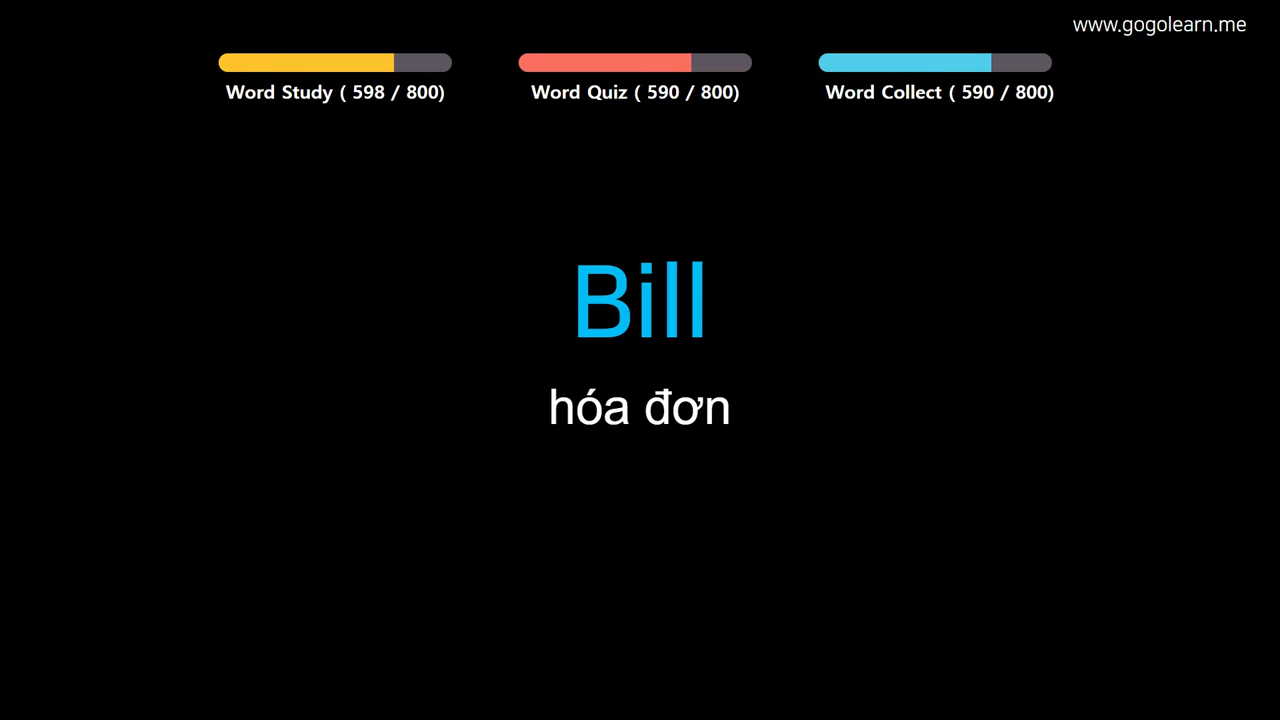 www.gogolearn.me
Word Study ( 598 / 800)
Word Quiz ( 590 / 800)
Word Collect ( 590 / 800)
Bill
hóa đơn